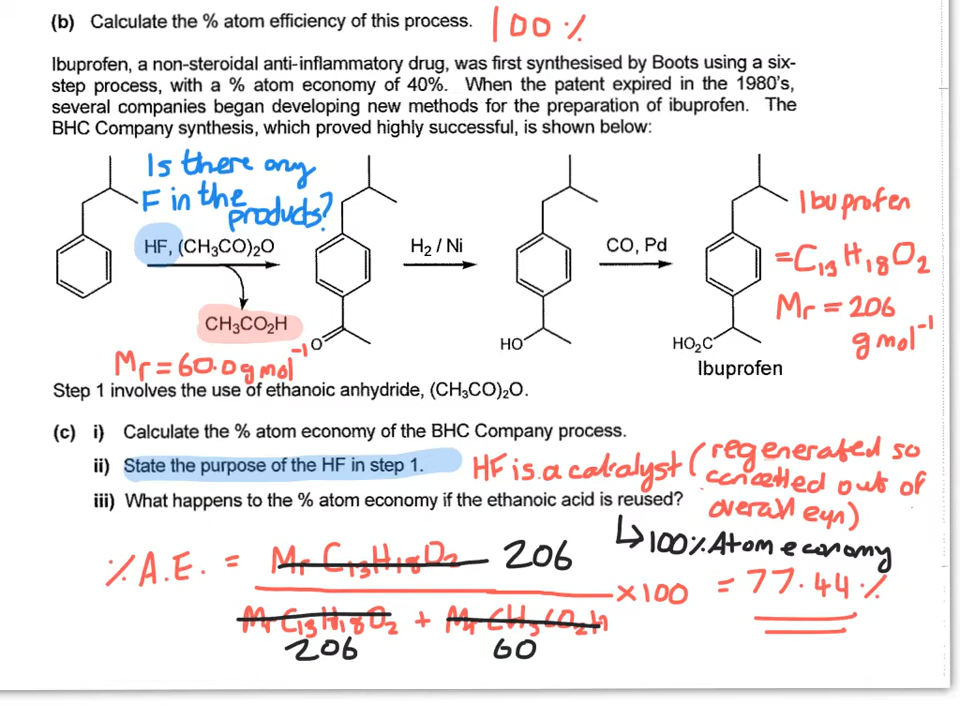 (b) Calculate the % atom efficiency of this process. 100%
Ibuprofen, a non-steroidal anti-inflammatory drug, was first synthesised by Boots using a six-
step process, with a % atom economy of 40%. When the patent expired in the 1980's,
several companies began developing new methods for the preparation of ibuprofen. The
BHC Company synthesis, which proved highly successful, is shown below:
Is there any
F in the
products?
HF, (CH₃CO)₂O
H₂ / Ni
CO, Pd
Ibuprofen
=C₁₃H₁₈O₂
Mr = 206
g mol⁻¹
CH₃CO₂H
O
HO
HO₂C
Mr = 60.0 g mol⁻¹
Ibuprofen
Step 1 involves the use of ethanoic anhydride, (CH₃CO)₂O.
(c) i) Calculate the % atom economy of the BHC Company process.
ii) State the purpose of the HF in step 1. HF is a catalyst (regenerated so
cancelled out of
overall eqn)
iii) What happens to the % atom economy if the ethanoic acid is reused?
↳100% Atom economy
% A.E. = Mr C₁₃H₁₈O₂ 206
×100 = 77.44%
Mr C₁₃H₁₈O₂ + Mr CH₃CO₂H
206 60